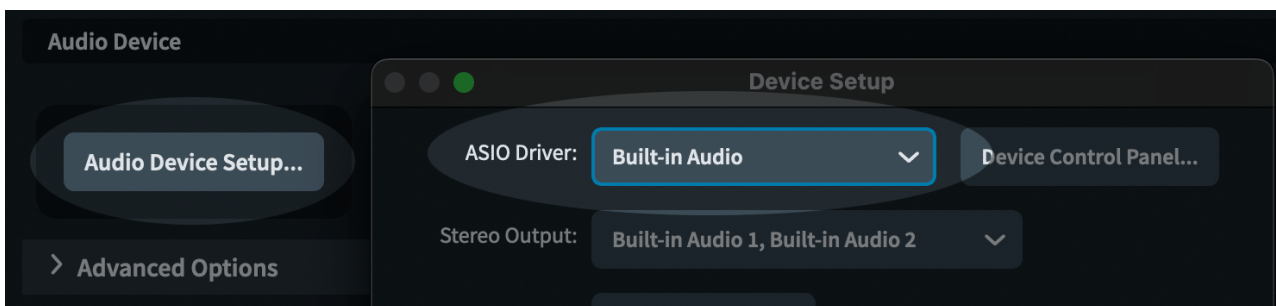 Audio Device
Device Setup
Audio Device Setup...
ASIO Driver:
Built-in Audio
Device Control Panel...
Stereo Output:
Built-in Audio 1, Built-in Audio 2
Advanced Options